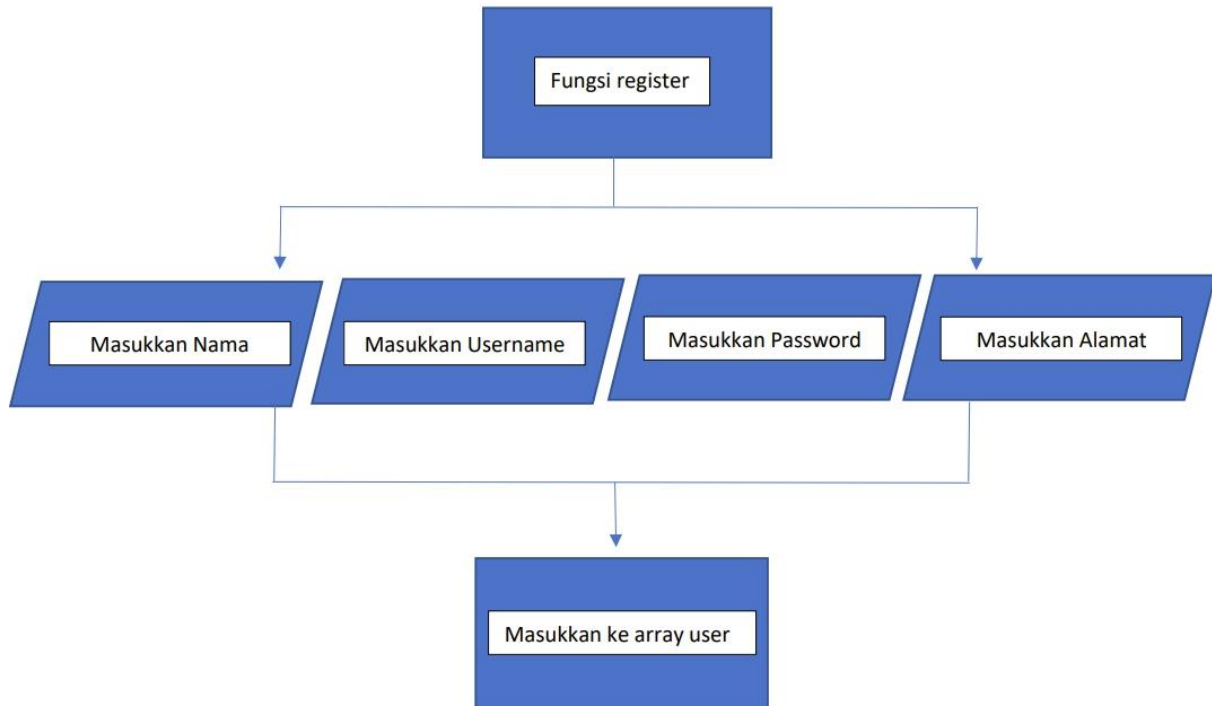 Fungsi register
Masukkan Nama
Masukkan Username
Masukkan Password
Masukkan Alamat
Masukkan ke array user